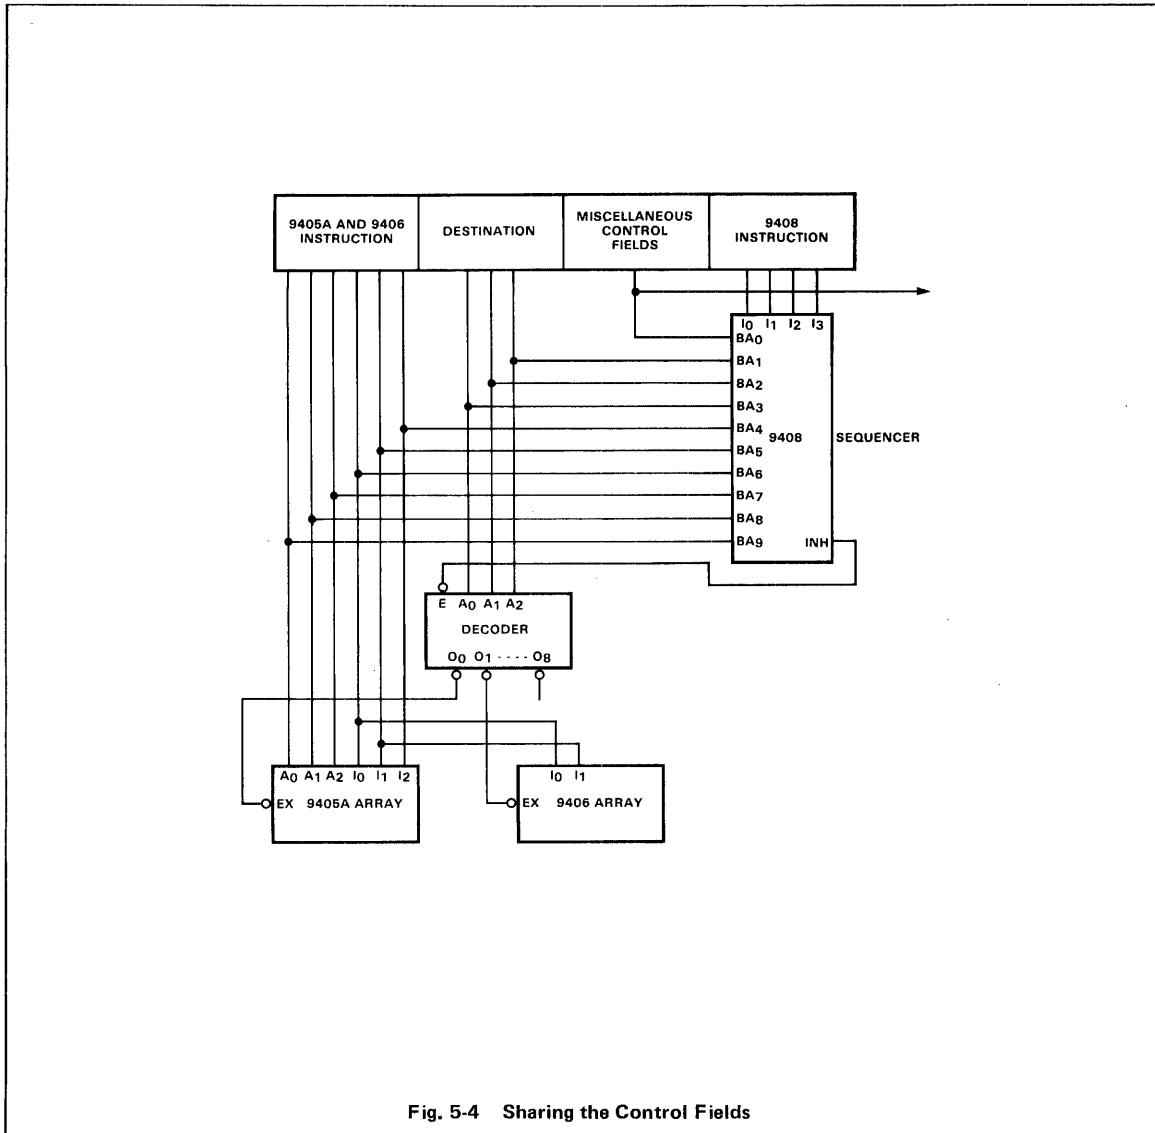 9405A AND 9406
INSTRUCTION
DESTINATION
MISCELLANEOUS
CONTROL
FIELDS
9408
INSTRUCTION
I0 I1 I2 I3
BA0
BA1
BA2
BA3
BA4
9408
SEQUENCER
BA5
BA6
BA7
BA8
BA9
INH
E A0 A1 A2
DECODER
O0 O1 ---- O8
A0 A1 A2 I0 I1 I2
EX 9405A ARRAY
I0 I1
EX 9406 ARRAY
Fig. 5-4 Sharing the Control Fields